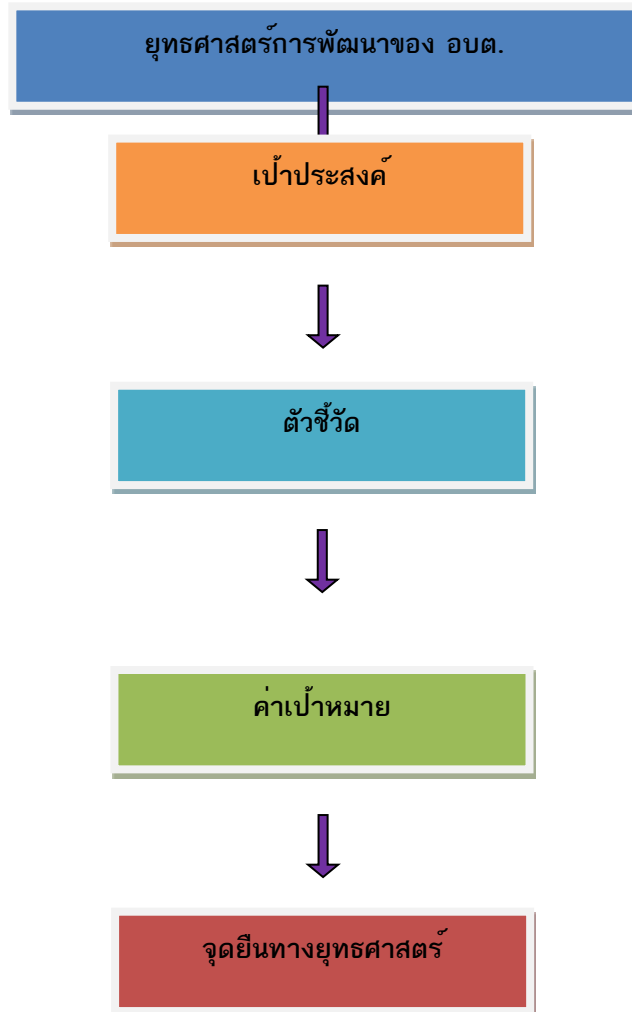 ยุทธศาสตร์การพัฒนาของ อบต.
เป้าประสงค์
ตัวชี้วัด
ค่าเป้าหมาย
จุดยืนทางยุทธศาสตร์